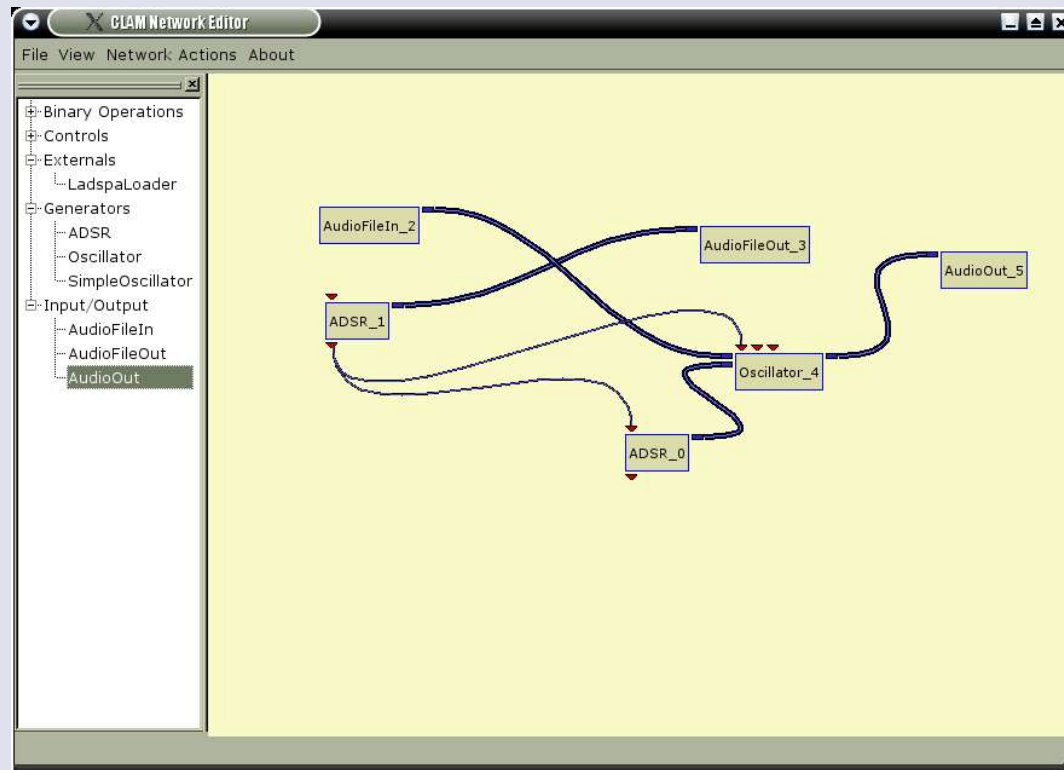 CLAM Network Editor
File View Network Actions About
Binary Operations
Controls
Externals
LadspaLoader
Generators
ADSR
Oscillator
SimpleOscillator
Input/Output
AudioFileIn
AudioFileOut
AudioOut
AudioFileIn_2
AudioFileOut_3
AudioOut_5
ADSR_1
Oscillator_4
ADSR_0